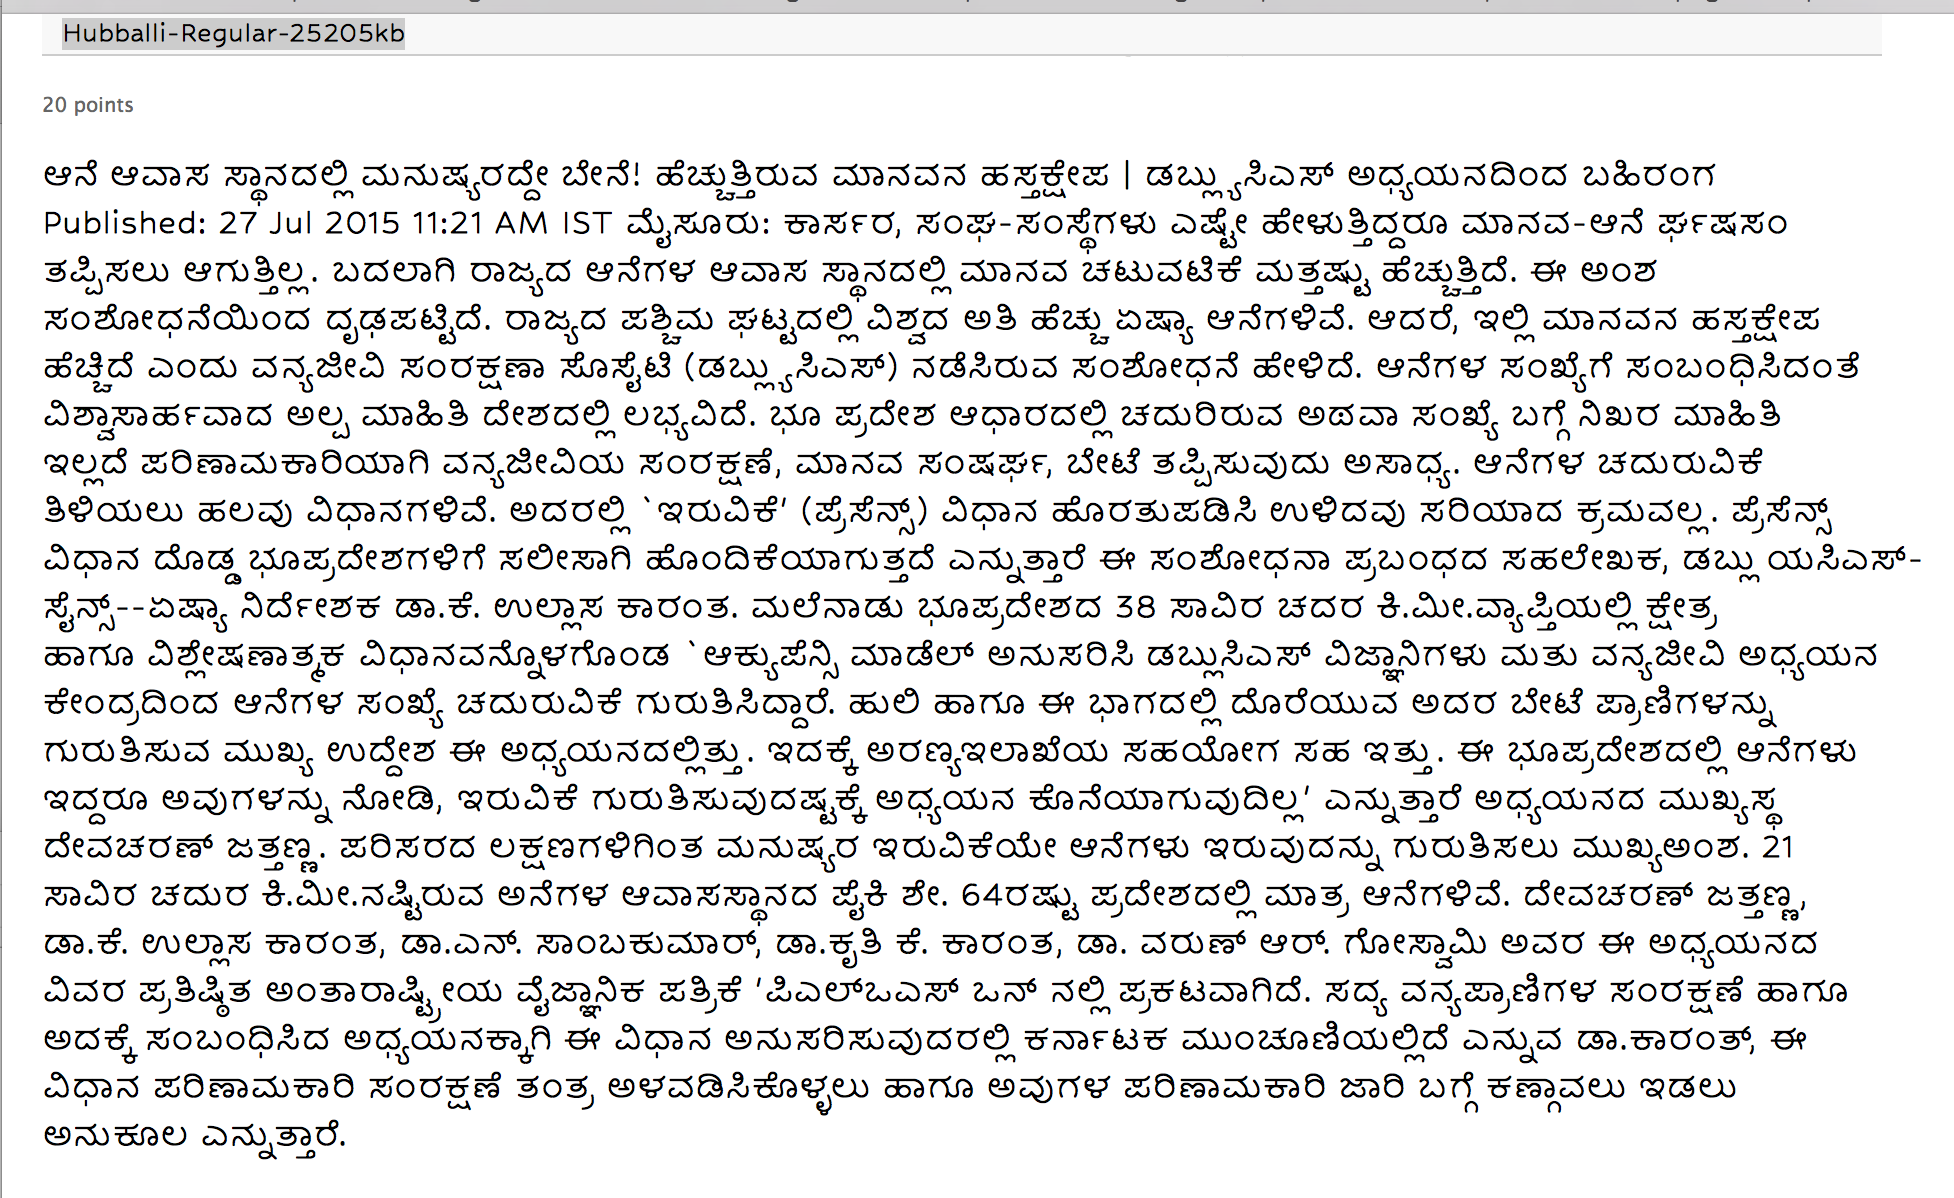 Hubballi-Regular-25205kb
20 points
ಆನೆ ಆವಾಸ ಸ್ಥಾನದಲ್ಲಿ ಮನುಷ್ಯರದ್ದೇ ಬೇನೆ! ಹೆಚ್ಚುತ್ತಿರುವ ಮಾನವನ ಹಸ್ತಕ್ಷೇಪ | ಡಬ್ಲ್ಯುಸಿಎಸ್ ಅಧ್ಯಯನದಿಂದ ಬಹಿರಂಗ
Published: 27 Jul 2015 11:21 AM IST ಮೈಸೂರು: ಕಾರ್ಸರ, ಸಂಘ-ಸಂಸ್ಥೆಗಳು ಎಷ್ಟೇ ಹೇಳುತ್ತಿದ್ದರೂ ಮಾನವ-ಆನೆ ರ್ಘಷಸಂ
ತಪ್ಪಿಸಲು ಆಗುತ್ತಿಲ್ಲ. ಬದಲಾಗಿ ರಾಜ್ಯದ ಆನೆಗಳ ಆವಾಸ ಸ್ಥಾನದಲ್ಲಿ ಮಾನವ ಚಟುವಟಿಕೆ ಮತ್ತಷ್ಟು ಹೆಚ್ಚುತ್ತಿದೆ. ಈ ಅಂಶ
ಸಂಶೋಧನೆಯಿಂದ ದೃಢಪಟ್ಟಿದೆ. ರಾಜ್ಯದ ಪಶ್ಚಿಮ ಘಟ್ಟದಲ್ಲಿ ವಿಶ್ವದ ಅತಿ ಹೆಚ್ಚು ಏಷ್ಯಾ ಆನೆಗಳಿವೆ. ಆದರೆ, ಇಲ್ಲಿ ಮಾನವನ ಹಸ್ತಕ್ಷೇಪ
ಹೆಚ್ಚಿದೆ ಎಂದು ವನ್ಯಜೀವಿ ಸಂರಕ್ಷಣಾ ಸೊಸೈಟಿ (ಡಬ್ಲ್ಯುಸಿಎಸ್) ನಡೆಸಿರುವ ಸಂಶೋಧನೆ ಹೇಳಿದೆ. ಆನೆಗಳ ಸಂಖ್ಯೆಗೆ ಸಂಬಂಧಿಸಿದಂತೆ
ವಿಶ್ವಾಸಾರ್ಹವಾದ ಅಲ್ಪ ಮಾಹಿತಿ ದೇಶದಲ್ಲಿ ಲಭ್ಯವಿದೆ. ಭೂ ಪ್ರದೇಶ ಆಧಾರದಲ್ಲಿ ಚದುರಿರುವ ಅಥವಾ ಸಂಖ್ಯೆ ಬಗ್ಗೆ ನಿಖರ ಮಾಹಿತಿ
ಇಲ್ಲದೆ ಪರಿಣಾಮಕಾರಿಯಾಗಿ ವನ್ಯಜೀವಿಯ ಸಂರಕ್ಷಣೆ, ಮಾನವ ಸಂಷರ್ಘ, ಬೇಟೆ ತಪ್ಪಿಸುವುದು ಅಸಾಧ್ಯ. ಆನೆಗಳ ಚದುರುವಿಕೆ
ತಿಳಿಯಲು ಹಲವು ವಿಧಾನಗಳಿವೆ. ಅದರಲ್ಲಿ `ಇರುವಿಕೆ' (ಪ್ರೆಸೆನ್ಸ್) ವಿಧಾನ ಹೊರತುಪಡಿಸಿ ಉಳಿದವು ಸರಿಯಾದ ಕ್ರಮವಲ್ಲ. ಪ್ರೆಸೆನ್ಸ್
ವಿಧಾನ ದೊಡ್ಡ ಭೂಪ್ರದೇಶಗಳಿಗೆ ಸಲೀಸಾಗಿ ಹೊಂದಿಕೆಯಾಗುತ್ತದೆ ಎನ್ನುತ್ತಾರೆ ಈ ಸಂಶೋಧನಾ ಪ್ರಬಂಧದ ಸಹಲೇಖಕ, ಡಬ್ಲು ಯಸಿಎಸ್-
ಸೈನ್ಸ್--ಏಷ್ಯಾ ನಿರ್ದೇಶಕ ಡಾ.ಕೆ. ಉಲ್ಲಾಸ ಕಾರಂತ. ಮಲೆನಾಡು ಭೂಪ್ರದೇಶದ 38 ಸಾವಿರ ಚದರ ಕಿ.ಮೀ.ವ್ಯಾಪ್ತಿಯಲ್ಲಿ ಕ್ಷೇತ್ರ
ಹಾಗೂ ವಿಶ್ಲೇಷಣಾತ್ಮಕ ವಿಧಾನವನ್ನೊಳಗೊಂಡ `ಆಕ್ಯುಪೆನ್ಸಿ ಮಾಡೆಲ್ ಅನುಸರಿಸಿ ಡಬ್ಲುಸಿಎಸ್ ವಿಜ್ಞಾನಿಗಳು ಮತು ವನ್ಯಜೀವಿ ಅಧ್ಯಯನ
ಕೇಂದ್ರದಿಂದ ಆನೆಗಳ ಸಂಖ್ಯೆ ಚದುರುವಿಕೆ ಗುರುತಿಸಿದ್ದಾರೆ. ಹುಲಿ ಹಾಗೂ ಈ ಭಾಗದಲ್ಲಿ ದೊರೆಯುವ ಅದರ ಬೇಟೆ ಪ್ರಾಣಿಗಳನ್ನು
ಗುರುತಿಸುವ ಮುಖ್ಯ ಉದ್ದೇಶ ಈ ಅಧ್ಯಯನದಲ್ಲಿತ್ತು. ಇದಕ್ಕೆ ಅರಣ್ಯಇಲಾಖೆಯ ಸಹಯೋಗ ಸಹ ಇತ್ತು. ಈ ಭೂಪ್ರದೇಶದಲ್ಲಿ ಆನೆಗಳು
ಇದ್ದರೂ ಅವುಗಳನ್ನು ನೋಡಿ, ಇರುವಿಕೆ ಗುರುತಿಸುವುದಷ್ಟಕ್ಕೆ ಅಧ್ಯಯನ ಕೊನೆಯಾಗುವುದಿಲ್ಲ' ಎನ್ನುತ್ತಾರೆ ಅಧ್ಯಯನದ ಮುಖ್ಯಸ್ಥ
ದೇವಚರಣ್ ಜತ್ತಣ್ಣ. ಪರಿಸರದ ಲಕ್ಷಣಗಳಿಗಿಂತ ಮನುಷ್ಯರ ಇರುವಿಕೆಯೇ ಆನೆಗಳು ಇರುವುದನ್ನು ಗುರುತಿಸಲು ಮುಖ್ಯಅಂಶ. 21
ಸಾವಿರ ಚದುರ ಕಿ.ಮೀ.ನಷ್ಟಿರುವ ಅನೆಗಳ ಆವಾಸಸ್ಥಾನದ ಪೈಕಿ ಶೇ. 64ರಷ್ಟು ಪ್ರದೇಶದಲ್ಲಿ ಮಾತ್ರ ಆನೆಗಳಿವೆ. ದೇವಚರಣ್ ಜತ್ತಣ್ಣ,
ಡಾ.ಕೆ. ಉಲ್ಲಾಸ ಕಾರಂತ, ಡಾ.ಎನ್. ಸಾಂಬಕುಮಾರ್, ಡಾ.ಕೃತಿ ಕೆ. ಕಾರಂತ, ಡಾ. ವರುಣ್ ಆರ್. ಗೋಸ್ವಾಮಿ ಅವರ ಈ ಅಧ್ಯಯನದ
ವಿವರ ಪ್ರತಿಷ್ಠಿತ ಅಂತಾರಾಷ್ಟ್ರೀಯ ವೈಜ್ಞಾನಿಕ ಪತ್ರಿಕೆ 'ಪಿಎಲ್‌ಒಎಸ್ ಒನ್ ನಲ್ಲಿ ಪ್ರಕಟವಾಗಿದೆ. ಸದ್ಯ ವನ್ಯಪ್ರಾಣಿಗಳ ಸಂರಕ್ಷಣೆ ಹಾಗೂ
ಅದಕ್ಕೆ ಸಂಬಂಧಿಸಿದ ಅಧ್ಯಯನಕ್ಕಾಗಿ ಈ ವಿಧಾನ ಅನುಸರಿಸುವುದರಲ್ಲಿ ಕರ್ನಾಟಕ ಮುಂಚೂಣಿಯಲ್ಲಿದೆ ಎನ್ನುವ ಡಾ.ಕಾರಂತ್, ಈ
ವಿಧಾನ ಪರಿಣಾಮಕಾರಿ ಸಂರಕ್ಷಣೆ ತಂತ್ರ ಅಳವಡಿಸಿಕೊಳ್ಳಲು ಹಾಗೂ ಅವುಗಳ ಪರಿಣಾಮಕಾರಿ ಜಾರಿ ಬಗ್ಗೆ ಕಣ್ಗಾವಲು ಇಡಲು
ಅನುಕೂಲ ಎನ್ನುತ್ತಾರೆ.